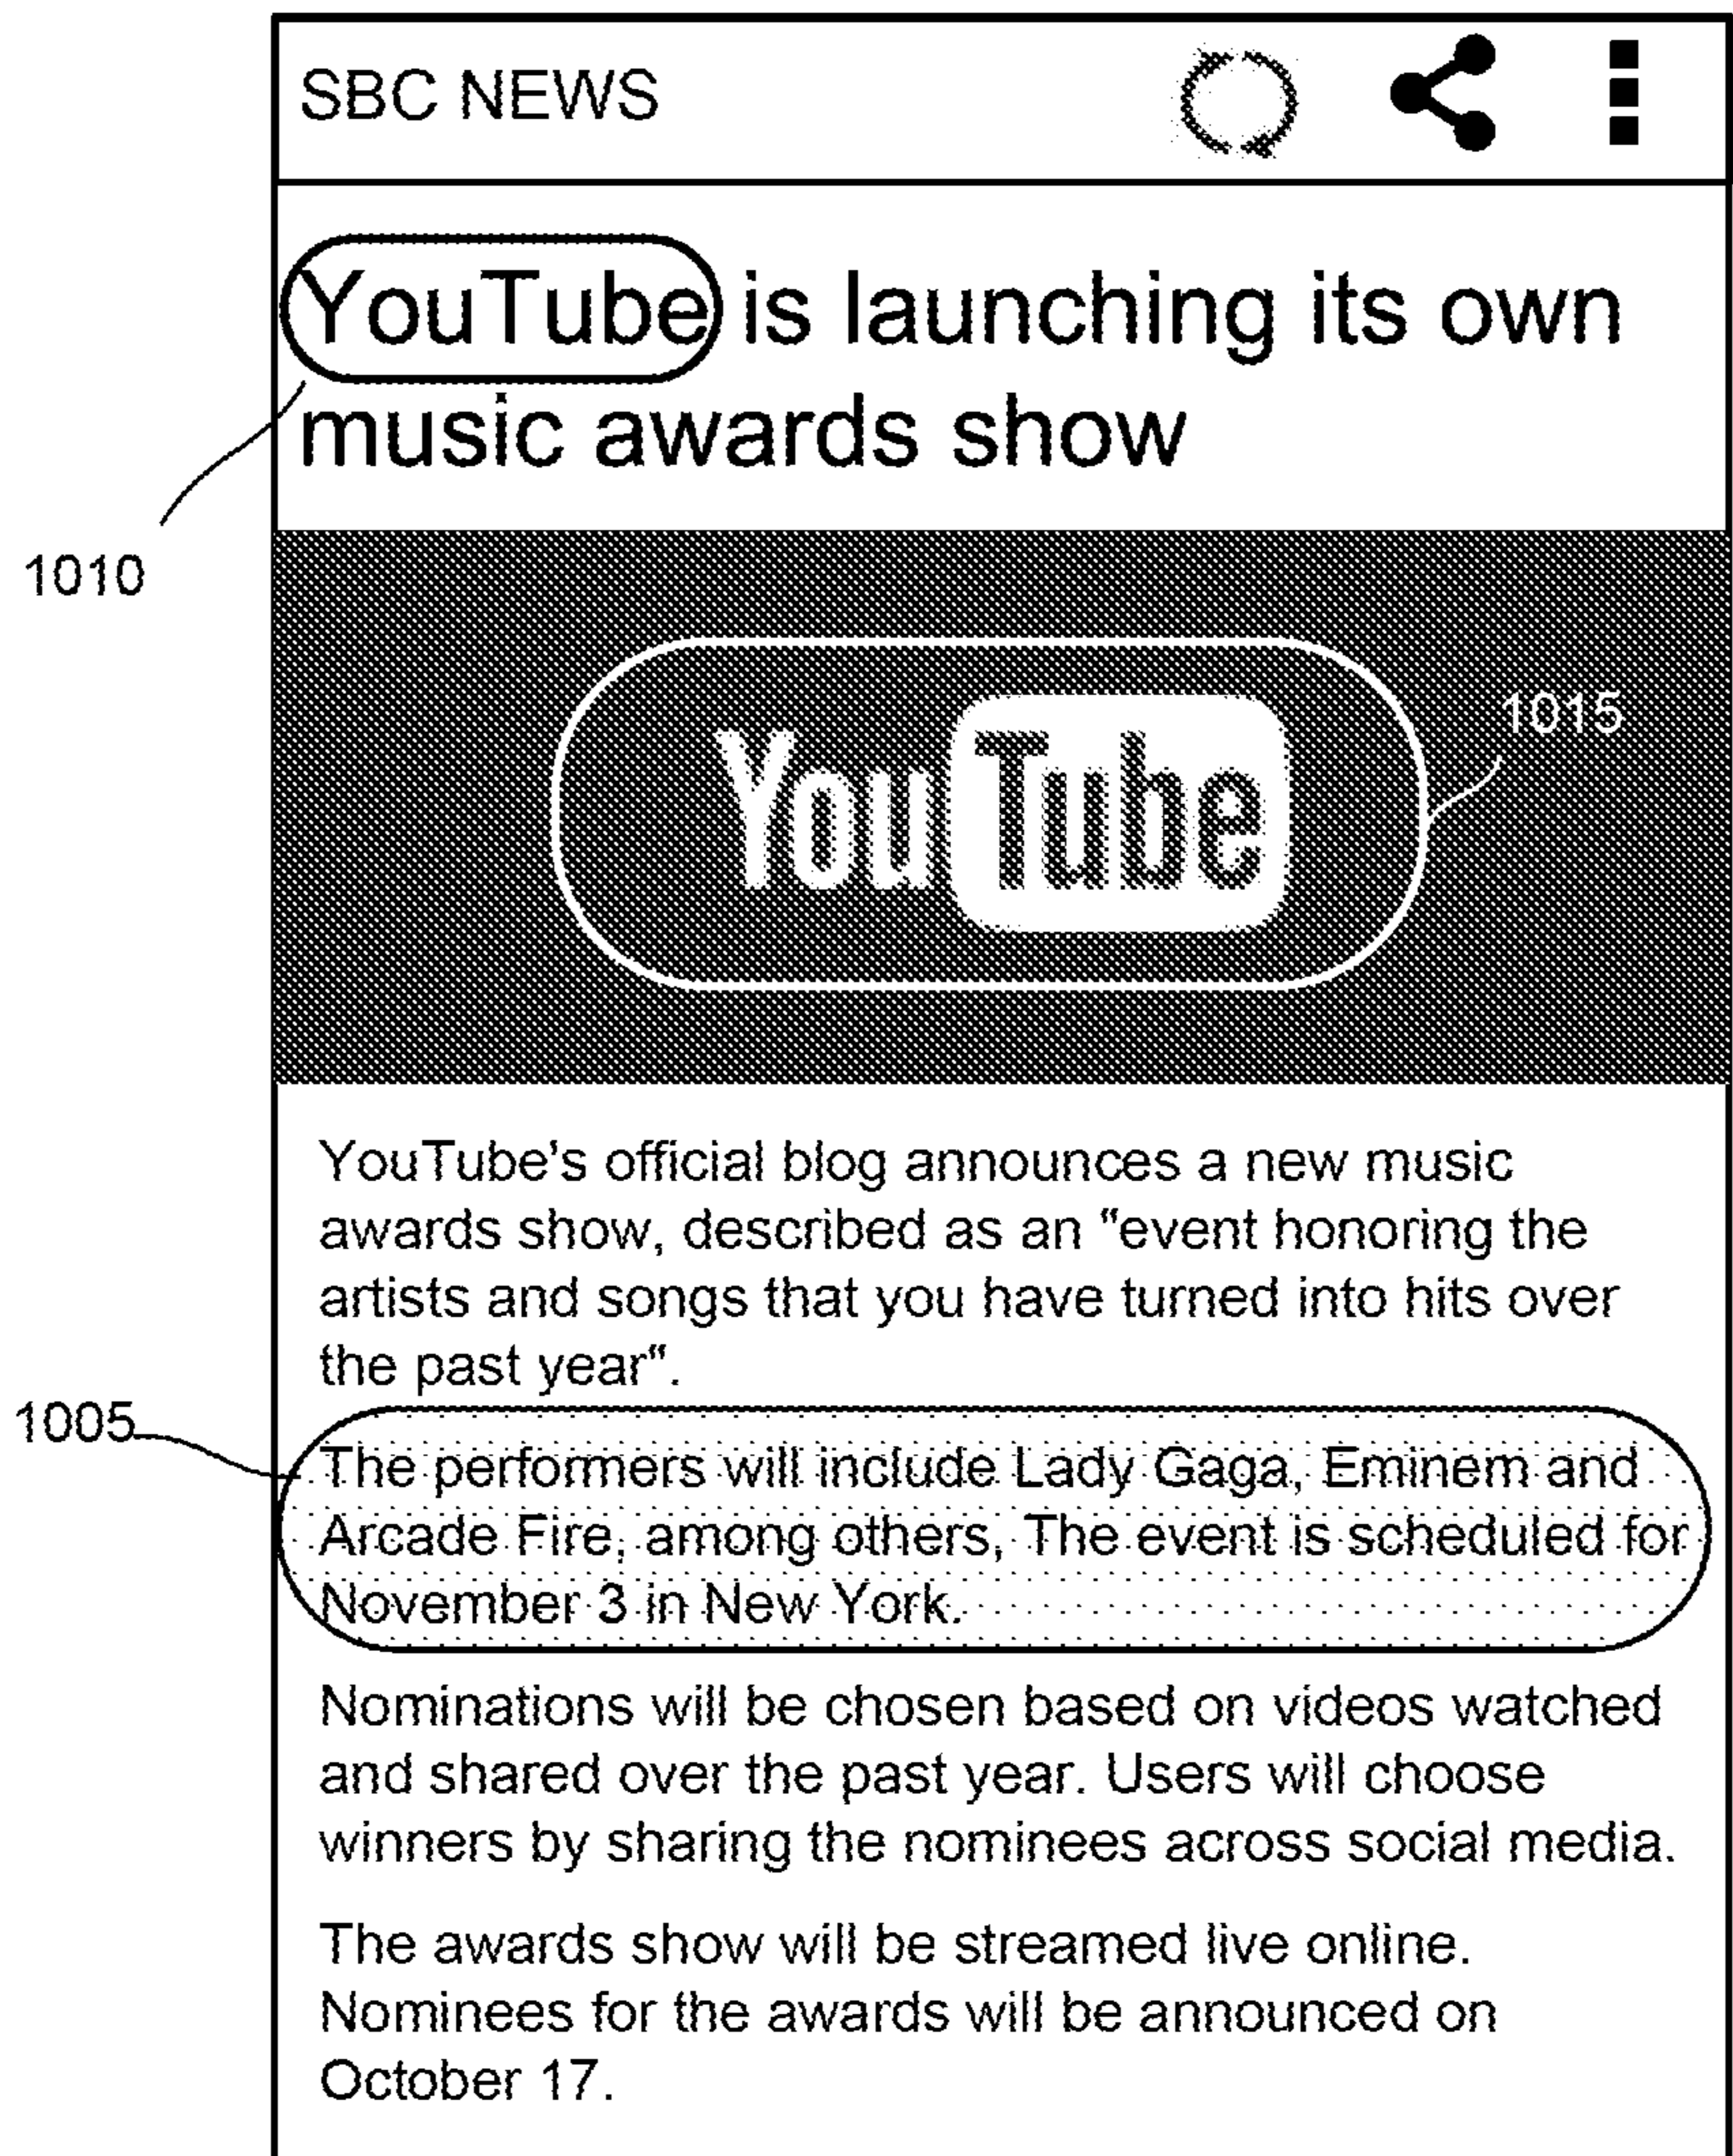 SBC NEWS
YouTube is launching its own
music awards show
1010
1015
YouTube
YouTube's official blog announces a new music
awards show, described as an "event honoring the
artists and songs that you have turned into hits over
the past year".
1005
The performers will include Lady Gaga, Eminem and
Arcade Fire, among others, The event is scheduled for
November 3 in New York.
Nominations will be chosen based on videos watched
and shared over the past year. Users will choose
winners by sharing the nominees across social media.
The awards show will be streamed live online.
Nominees for the awards will be announced on
October 17.